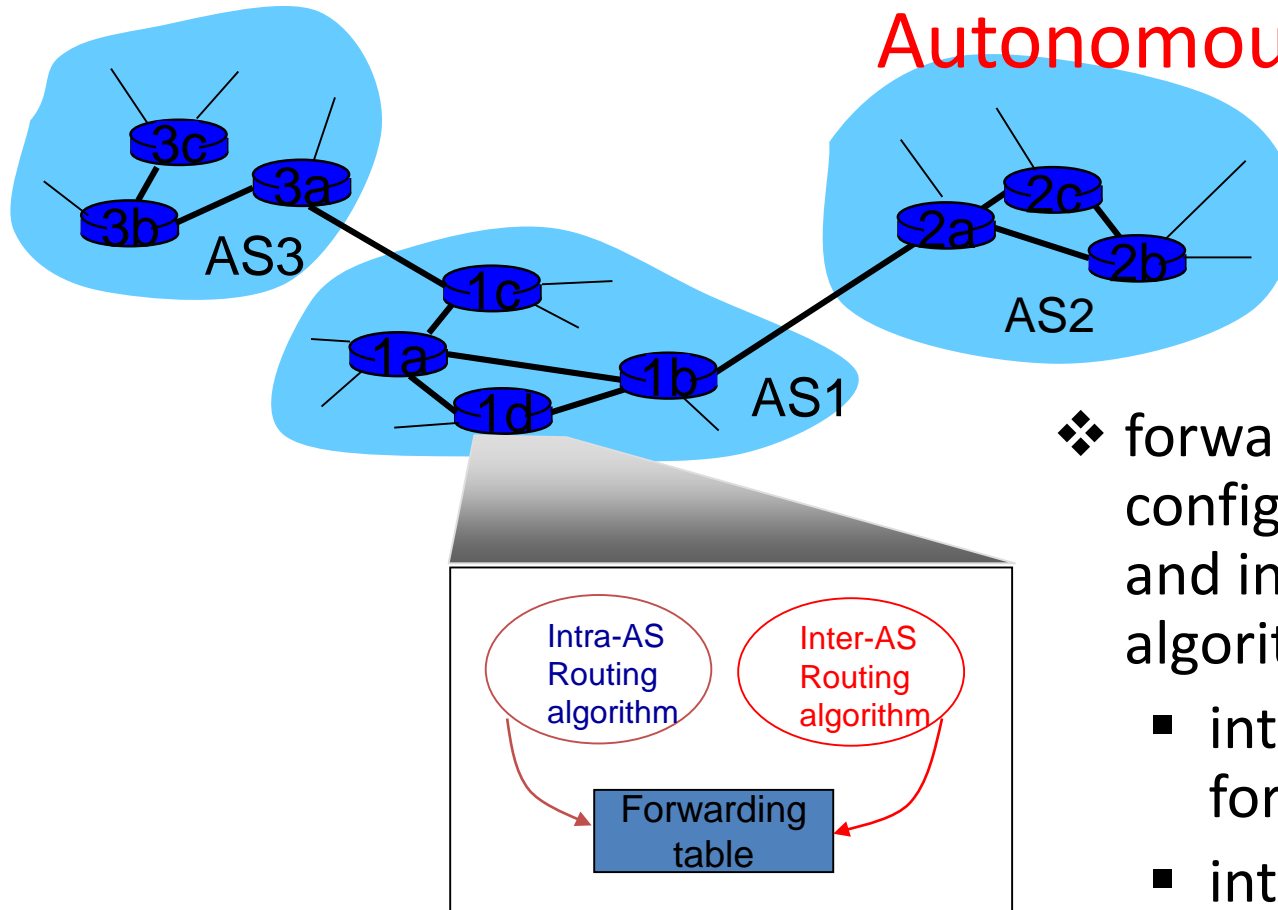 Autonomou
3c
3a
3b
AS3
2c
2a
2b
AS2
1c
1a
1b
1d
AS1
❖ forwa
config
and in
algorit
▪ int
for
▪ int
Intra-AS
Routing
algorithm
Inter-AS
Routing
algorithm
Forwarding
table